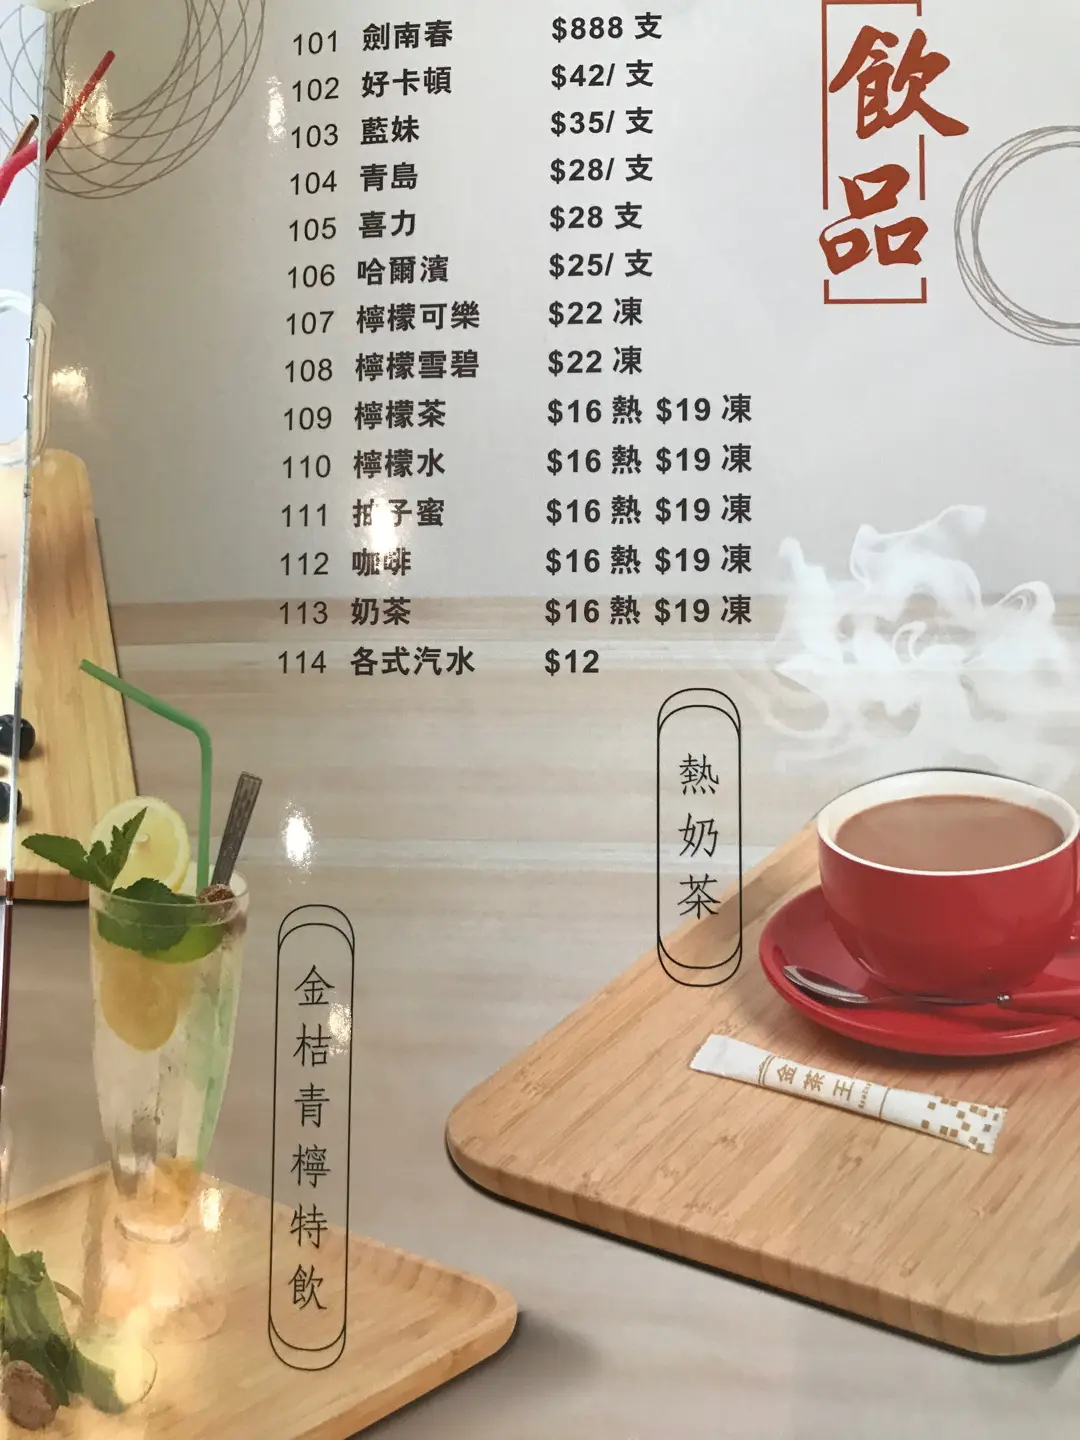 飲品
101 劍南春 $888 支
102 好卡頓 $42/ 支
103 藍妹 $35/ 支
104 青島 $28/ 支
105 喜力 $28 支
106 哈爾濱 $25/ 支
107 檸檬可樂 $22 凍
108 檸檬雪碧 $22 凍
109 檸檬茶 $16 熱 $19 凍
110 檸檬水 $16 熱 $19 凍
111 柚子蜜 $16 熱 $19 凍
112 咖啡 $16 熱 $19 凍
113 奶茶 $16 熱 $19 凍
114 各式汽水 $12
熱奶茶
金桔青檸特飲
金茶王